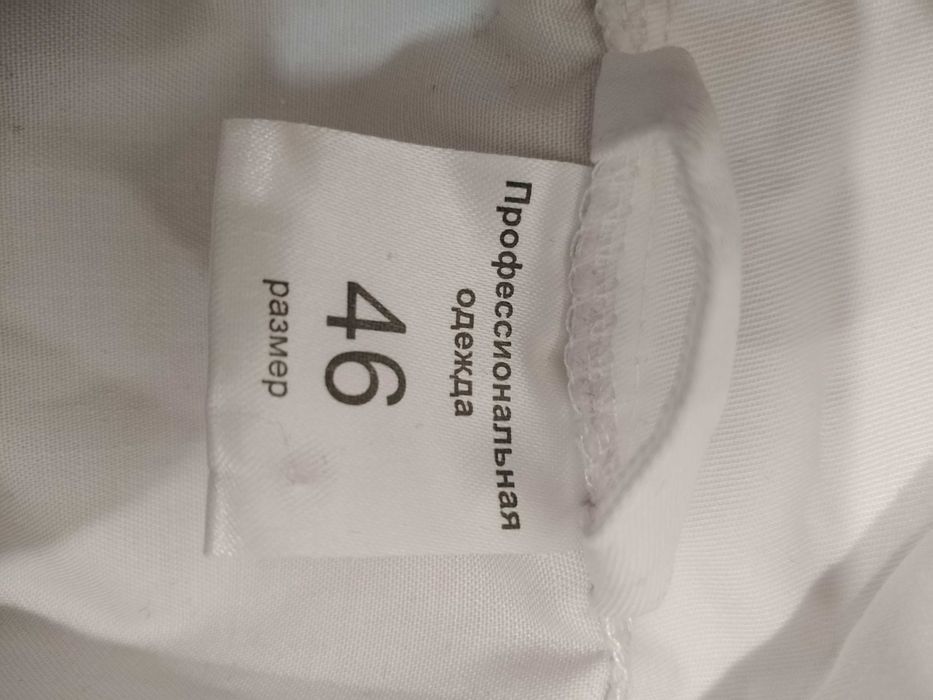 Профессиональная
одежда
46
размер